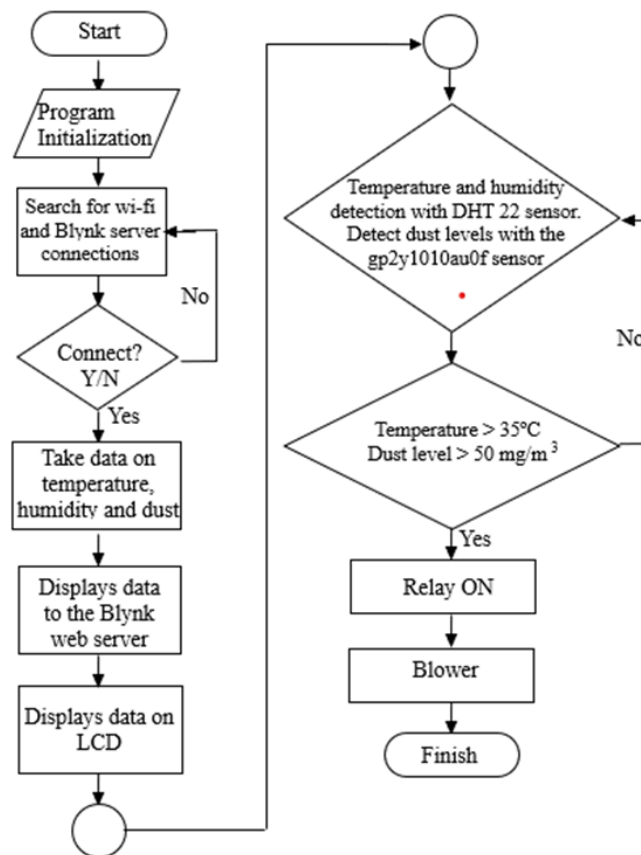 Start
Program
Initialization
Search for wi-fi
and Blynk server
connections
No
Connect?
Y/N
Yes
Take data on
temperature,
humidity and dust
Displays data
to the Blynk
web server
Displays data on
LCD
Temperature and humidity
detection with DHT 22 sensor.
Detect dust levels with the
gp2y1010au0f sensor
No
Temperature > 35°C
Dust level > 50 mg/m³
Yes
Relay ON
Blower
Finish